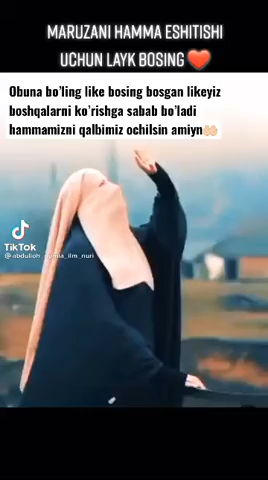 MARUZANI HAMMA ESHITISHI
UCHUN LAYK BOSING❤️
Obuna bo’ling like bosing bosgan likeyiz
boshqalarni ko’rishga sabab bo’ladi
hammamizni qalbimiz ochilsin amiyn🤲🏻
TikTok